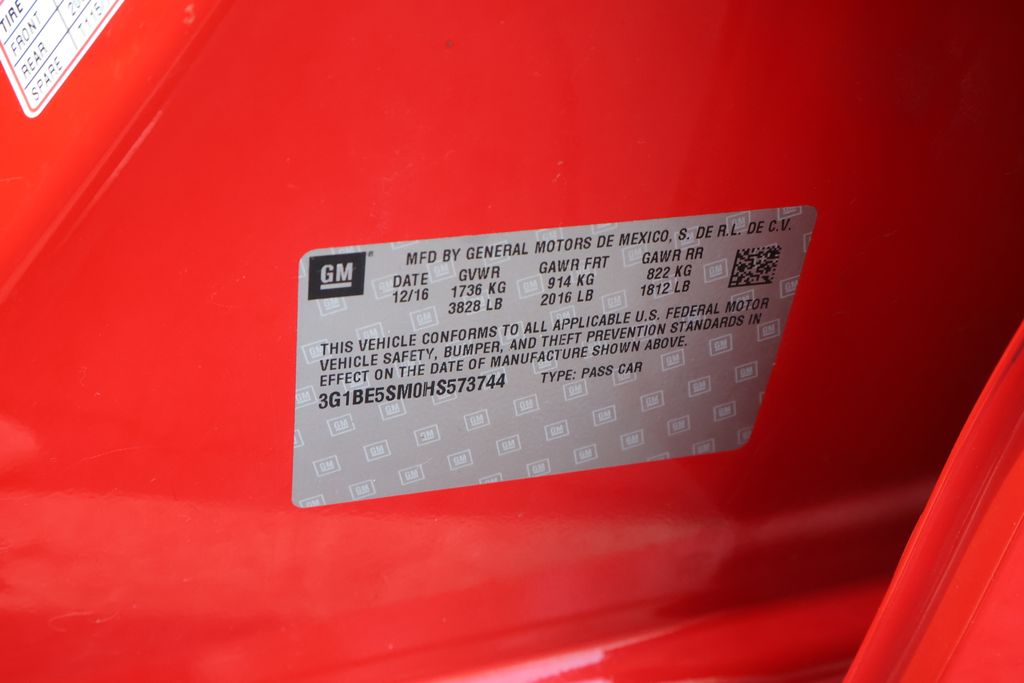 TIRE
FRONT
REAR
SPARE T115
GM
MFD BY GENERAL MOTORS DE MEXICO, S. DE R.L. DE C.V.
DATE GVWR GAWR FRT GAWR RR
12/16 1736 KG 914 KG 822 KG
3828 LB 2016 LB 1812 LB
THIS VEHICLE CONFORMS TO ALL APPLICABLE U.S. FEDERAL MOTOR
VEHICLE SAFETY, BUMPER, AND THEFT PREVENTION STANDARDS IN
EFFECT ON THE DATE OF MANUFACTURE SHOWN ABOVE.
3G1BE5SM0HS573744 TYPE: PASS CAR